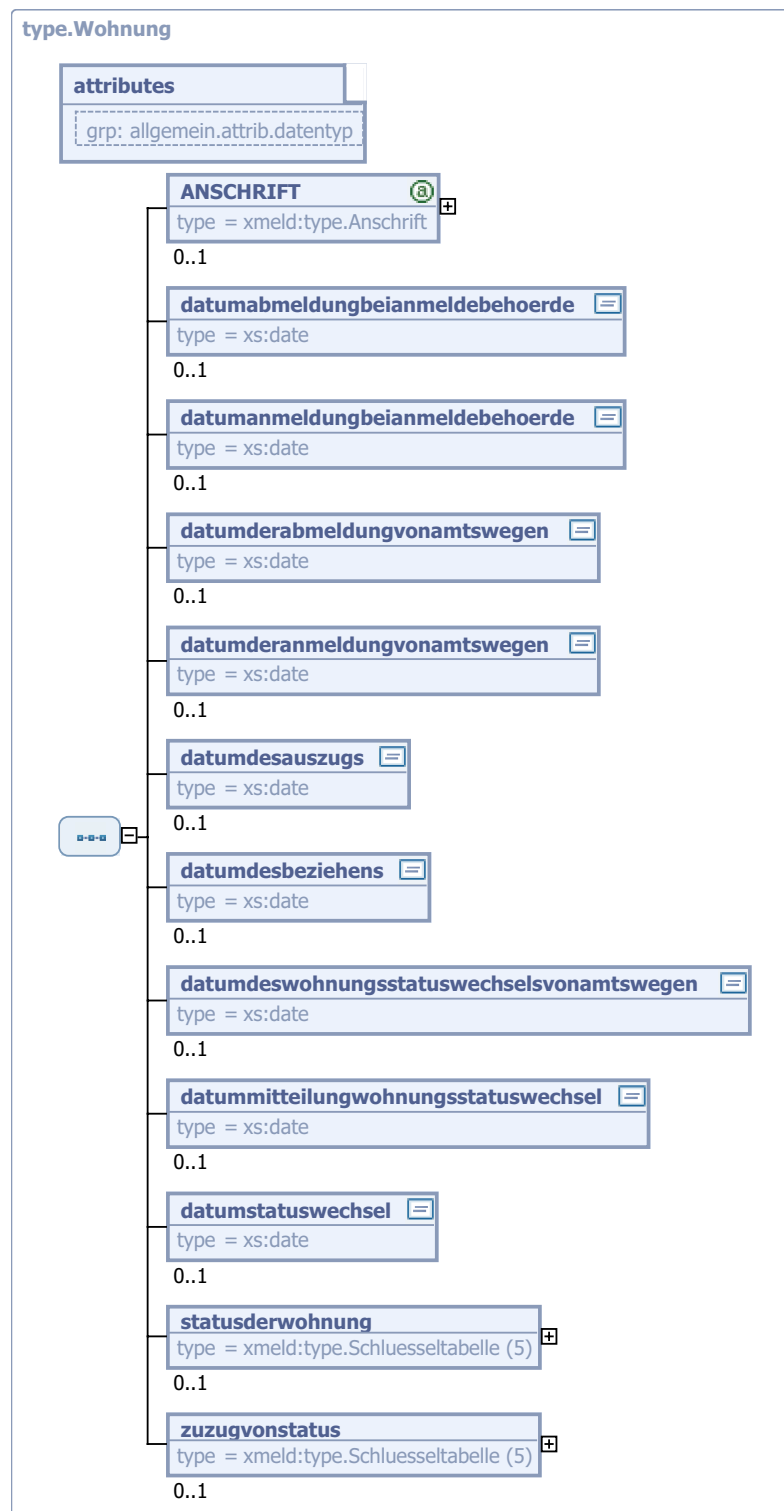 type.Wohnung
attributes
grp: allgemein.attrib.datentyp
ANSCHRIFT
type = xmeld:type.Anschrift
0..1
datumabmeldungbeianmeldebehoerde
type = xs:date
0..1
datumanmeldungbeianmeldebehoerde
type = xs:date
0..1
datumderabmeldungvonamtswegen
type = xs:date
0..1
datumderanmeldungvonamtswegen
type = xs:date
0..1
datumdesauszugs
type = xs:date
0..1
datumdesbeziehens
type = xs:date
0..1
datumdeswohnungsstatuswechselsvonamtswegen
type = xs:date
0..1
datummitteilungwohnungsstatuswechsel
type = xs:date
0..1
datumstatuswechsel
type = xs:date
0..1
statusderwohnung
type = xmeld:type.Schluesseltabelle (5)
0..1
zuzugvonstatus
type = xmeld:type.Schluesseltabelle (5)
0..1